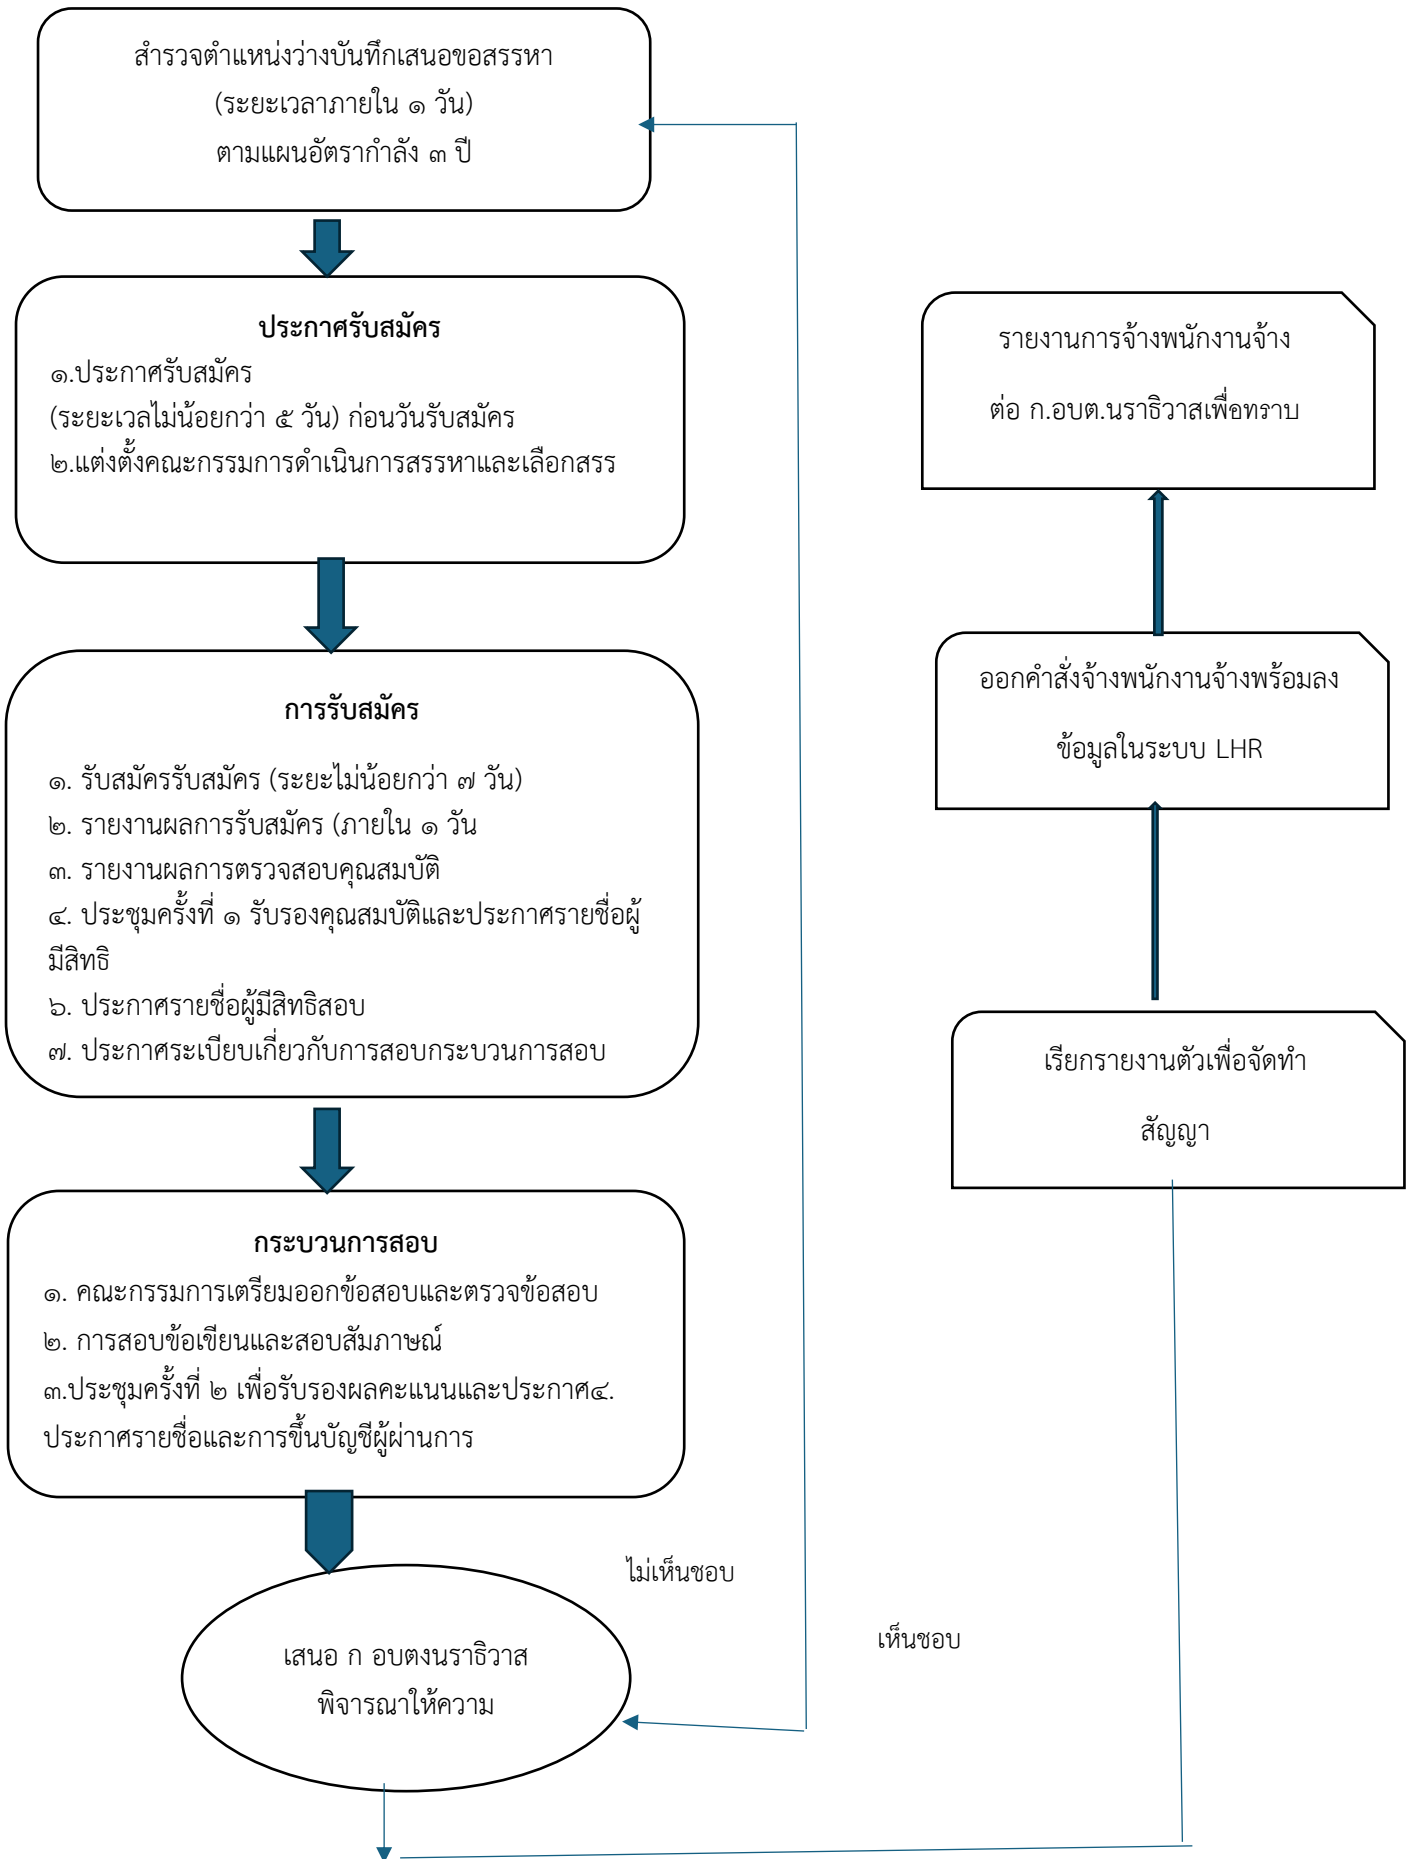 สำรวจตำแหน่งว่างบันทึกเสนอขอสรรหา
(ระยะเวลาภายใน ๑ วัน)
ตามแผนอัตรากำลัง ๓ ปี
ประกาศรับสมัคร
๑.ประกาศรับสมัคร
(ระยะเวลไม่น้อยกว่า ๕ วัน) ก่อนวันรับสมัคร
๒.แต่งตั้งคณะกรรมการดำเนินการสรรหาและเลือกสรร
การรับสมัคร
๑. รับสมัครรับสมัคร (ระยะไม่น้อยกว่า ๗ วัน)
๒. รายงานผลการรับสมัคร (ภายใน ๑ วัน
๓. รายงานผลการตรวจสอบคุณสมบัติ
๔. ประชุมครั้งที่ ๑ รับรองคุณสมบัติและประกาศรายชื่อผู้
มีสิทธิ
๖. ประกาศรายชื่อผู้มีสิทธิสอบ
๗. ประกาศระเบียบเกี่ยวกับการสอบกระบวนการสอบ
กระบวนการสอบ
๑. คณะกรรมการเตรียมออกข้อสอบและตรวจข้อสอบ
๒. การสอบข้อเขียนและสอบสัมภาษณ์
๓.ประชุมครั้งที่ ๒ เพื่อรับรองผลคะแนนและประกาศ๔.
ประกาศรายชื่อและการขึ้นบัญชีผู้ผ่านการ
ไม่เห็นชอบ
เห็นชอบ
เสนอ ก อบตงนราธิวาส
พิจารณาให้ความ
รายงานการจ้างพนักงานจ้าง
ต่อ ก.อบต.นราธิวาสเพื่อทราบ
ออกคำสั่งจ้างพนักงานจ้างพร้อมลง
ข้อมูลในระบบ LHR
เรียกรายงานตัวเพื่อจัดทำ
สัญญา